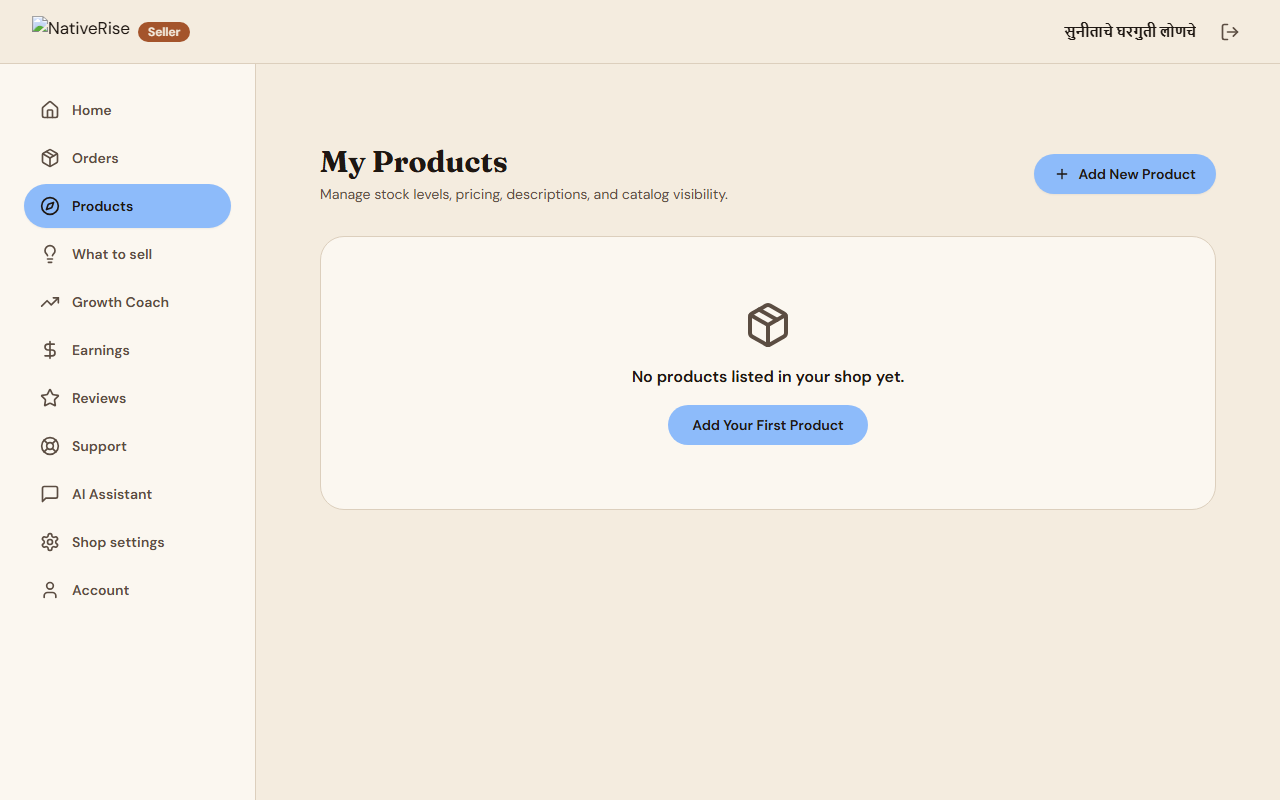 NativeRise
Seller
सुनीताचे घरगुती लोणचे
Home
Orders
Products
What to sell
Growth Coach
Earnings
Reviews
Support
AI Assistant
Shop settings
Account
My Products
Manage stock levels, pricing, descriptions, and catalog visibility.
Add New Product
No products listed in your shop yet.
Add Your First Product